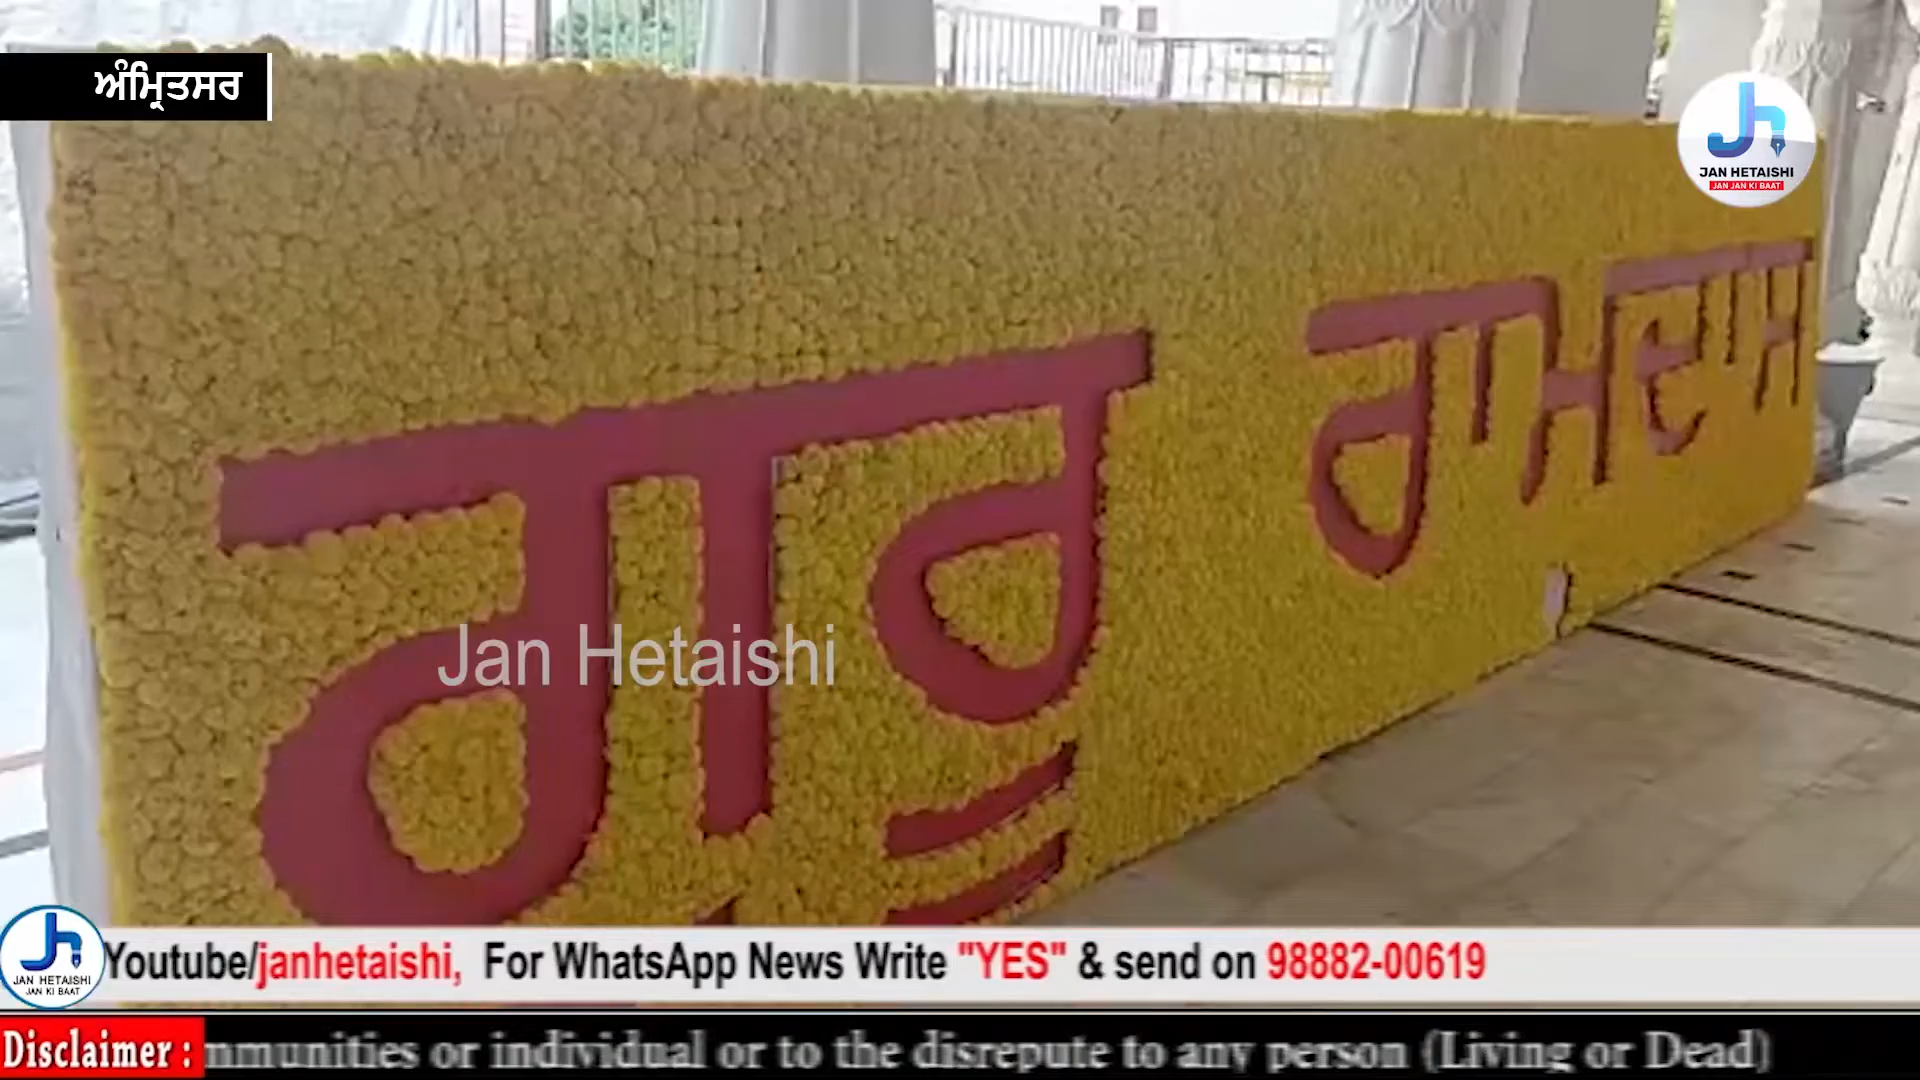 ਅੰਮ੍ਰਿਤਸਰ
JAN HETAISHI
JAN JAN KI BAAT
ਗੁਰੂ ਰਾਮਦਾਸ
Jan Hetaishi
JAN HETAISHI
JAN KI BAAT
Youtube/janhetaishi, For WhatsApp News Write "YES" & send on 98882-00619
Disclaimer : mmunities or individual or to the disrepute to any person (Living or Dead)